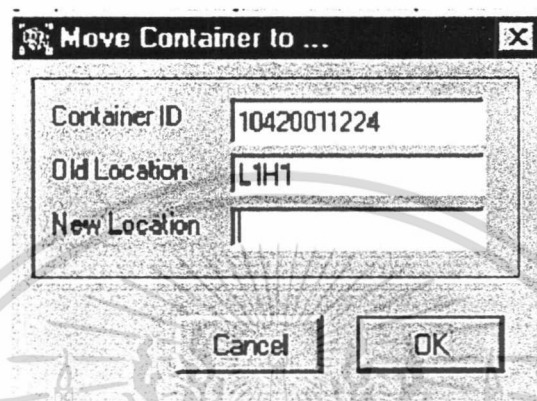 Move Container to ...
Container ID 10420011224
Old Location L1H1
New Location
Cancel OK